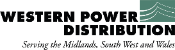 WESTERN POWER
DISTRIBUTION
Serving the Midlands, South West and Wales